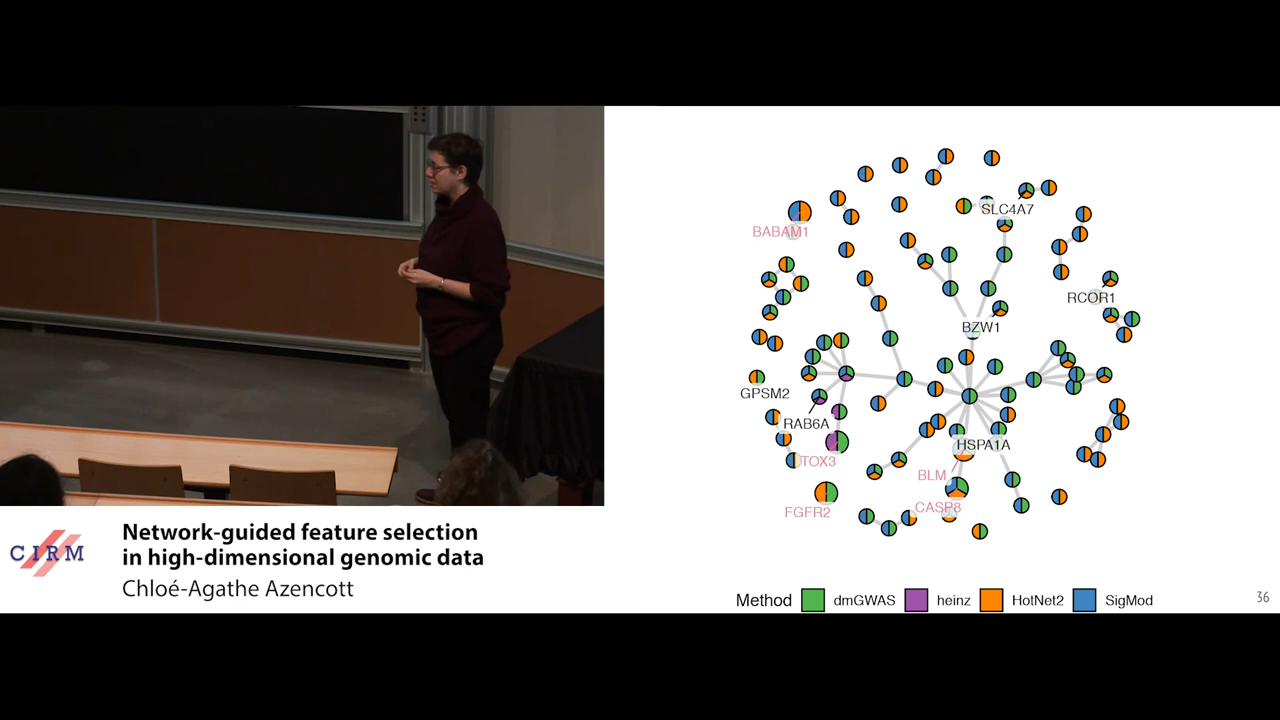 BABAM1
SLC4A7
RCOR1
BZW1
GPSM2
RAB6A
HSPA1A
TOX3
BLM
FGFR2
CASP8
Method dmGWAS heinz HotNet2 SigMod
36
CIRM
Network-guided feature selection
in high-dimensional genomic data
Chloé-Agathe Azencott